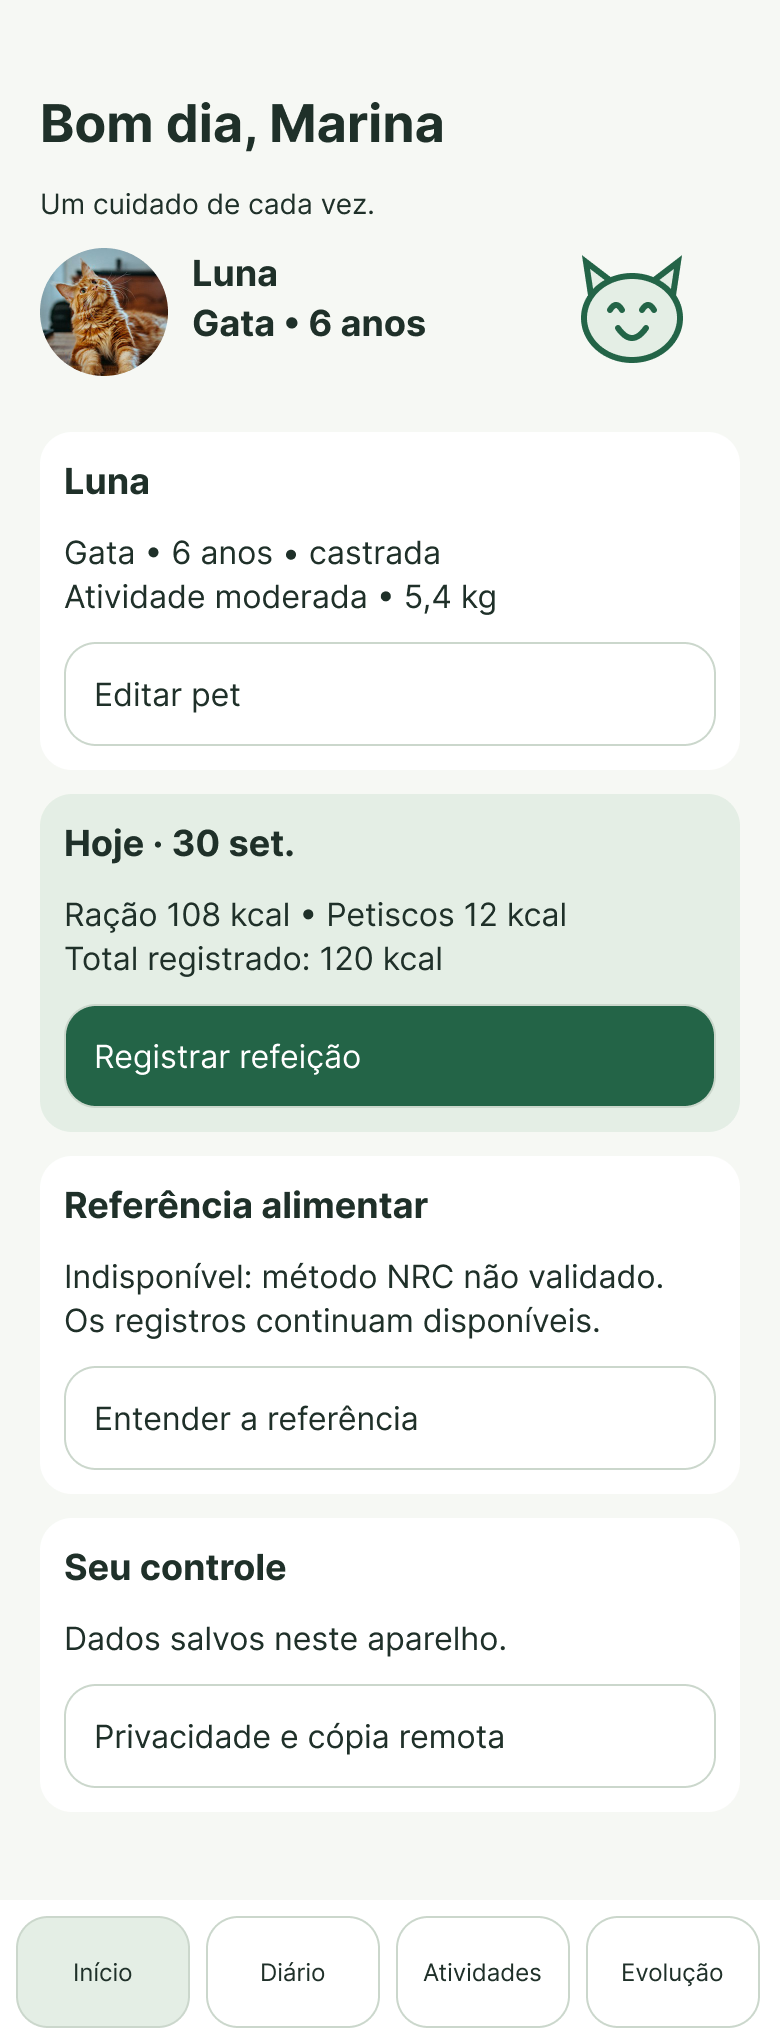 Bom dia, Marina
Um cuidado de cada vez.
Luna
Gata • 6 anos
Luna
Gata • 6 anos • castrada
Atividade moderada • 5,4 kg
Editar pet
Hoje · 30 set.
Ração 108 kcal • Petiscos 12 kcal
Total registrado: 120 kcal
Registrar refeição
Referência alimentar
Indisponível: método NRC não validado.
Os registros continuam disponíveis.
Entender a referência
Seu controle
Dados salvos neste aparelho.
Privacidade e cópia remota
Início
Diário
Atividades
Evolução